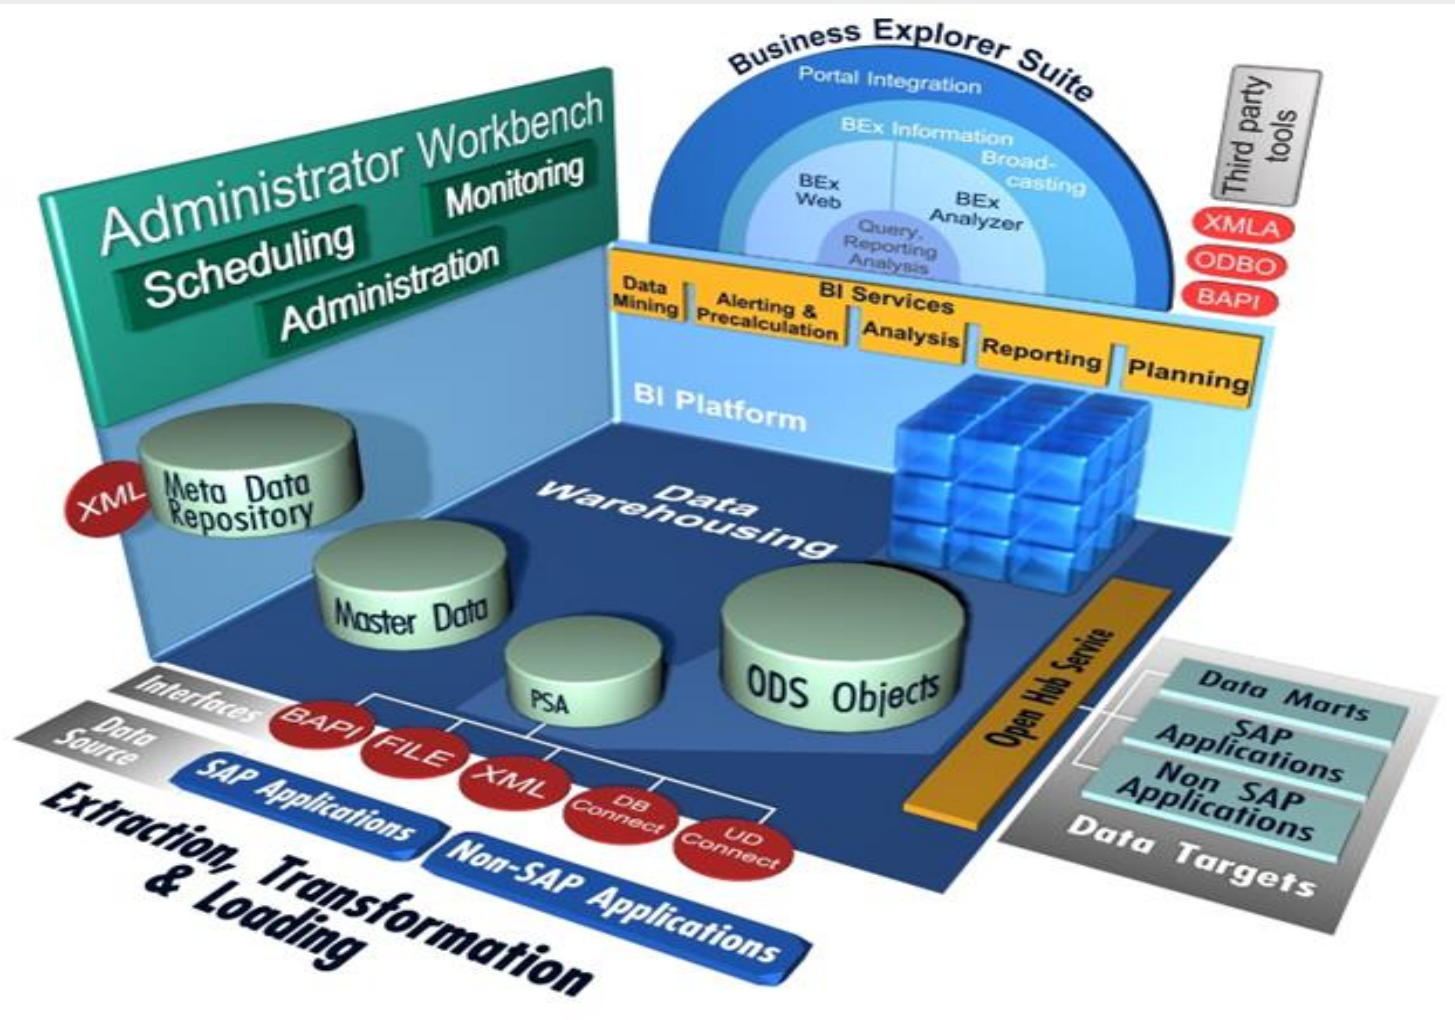 Business Explorer Suite
Portal Integration
BEx Information
Broad-
casting
BEx
Web
BEx
Analyzer
Query,
Reporting
Analysis
Third party
tools
XMLA
ODBO
BAPI
Administrator Workbench
Monitoring
Scheduling
Administration
BI Services
Data
Mining
Alerting &
Precalculation
Analysis
Reporting
Planning
BI Platform
Data
Warehousing
XML
Meta Data
Repository
Master Data
PSA
ODS Objects
Open Hub Service
Data Marts
SAP
Applications
Non SAP
Applications
Data Targets
Interfaces
BAPI
FILE
XML
DB
Connect
UD
Connect
Data
Source
SAP Applications
Non-SAP Applications
Extraction, Transformation
& Loading